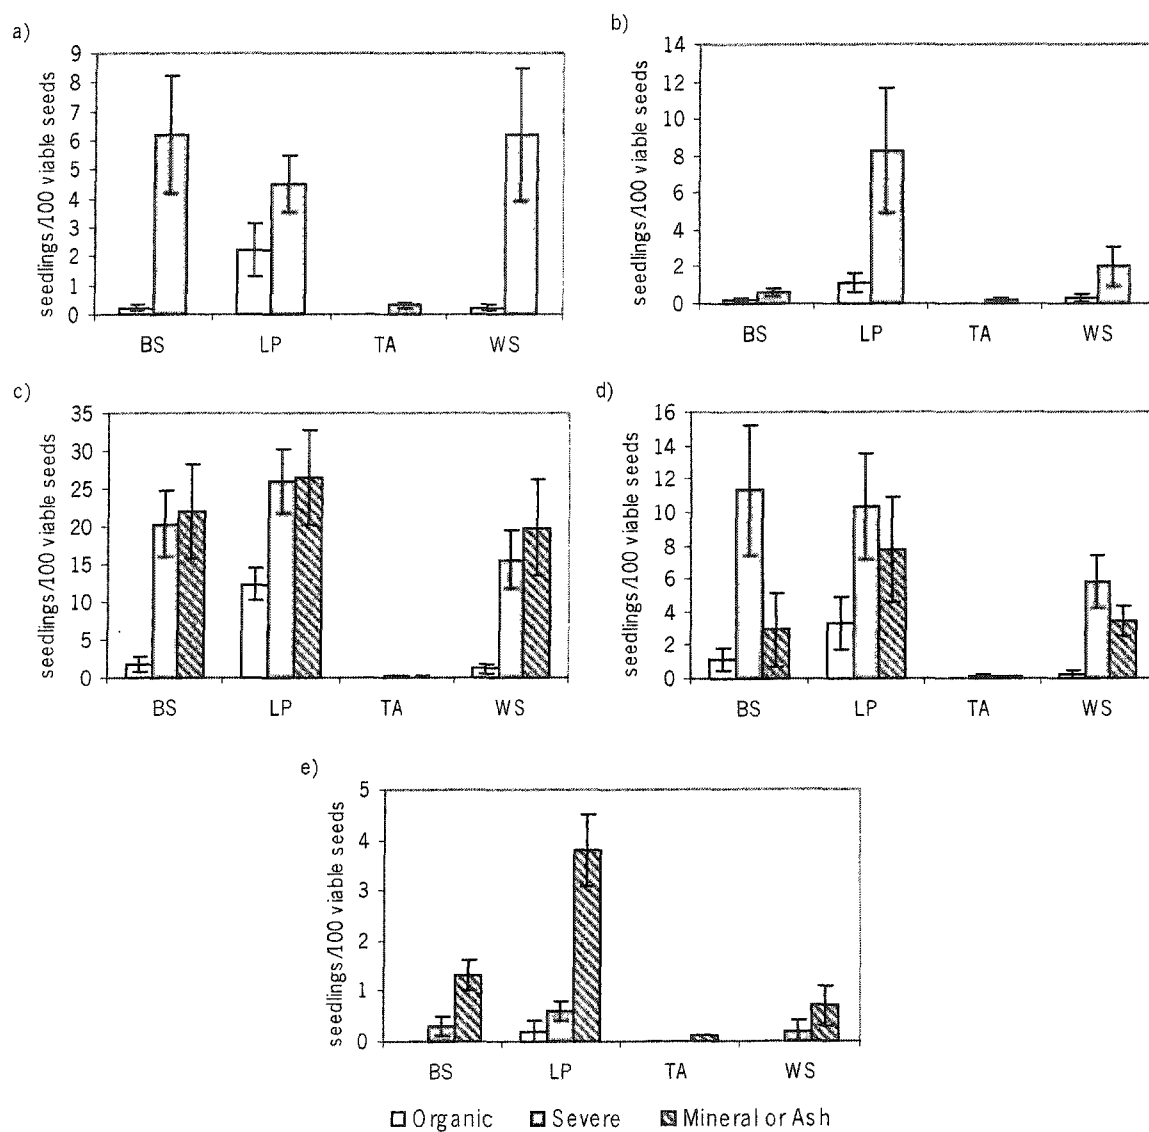 a)
seedlings/100 viable seeds
9
8
7
6
5
4
3
2
1
0
BS LP TA WS
b)
seedlings/100 viable seeds
14
12
10
8
6
4
2
0
BS LP TA WS
c)
seedlings/100 viable seeds
35
30
25
20
15
10
5
0
BS LP TA WS
d)
seedlings/100 viable seeds
16
14
12
10
8
6
4
2
0
BS LP TA WS
e)
seedlings/100 viable seeds
5
4
3
2
1
0
BS LP TA WS
Organic Severe Mineral or Ash